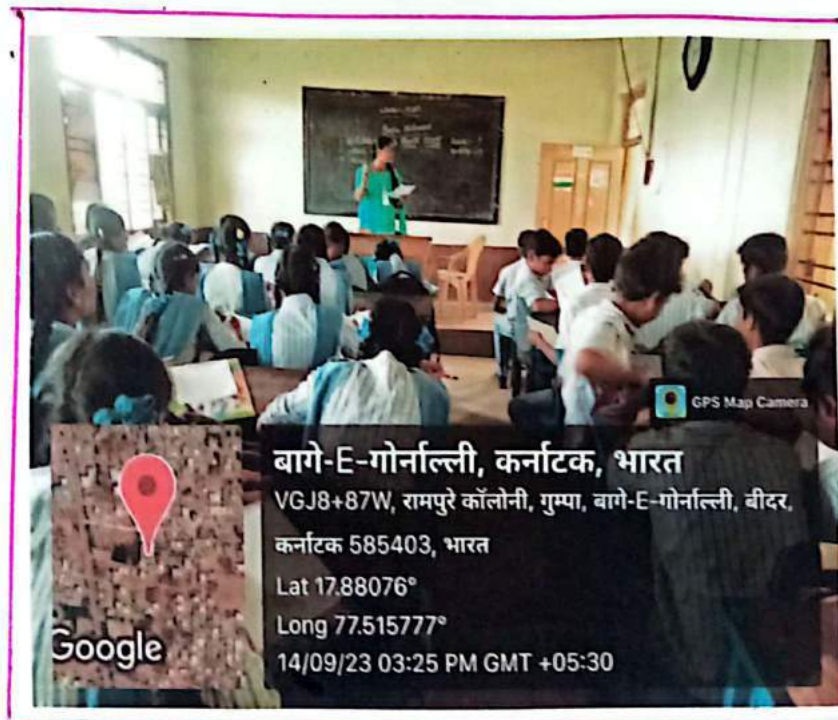 GPS Map Camera
बागे-E-गोर्नाल्ली, कर्नाटक, भारत
VGJ8+87W, रामपुरे कॉलोनी, गुम्पा, बागे-E-गोर्नाल्ली, बीदर,
कर्नाटक 585403, भारत
Lat 17.88076°
Long 77.515777°
14/09/23 03:25 PM GMT +05:30
Google